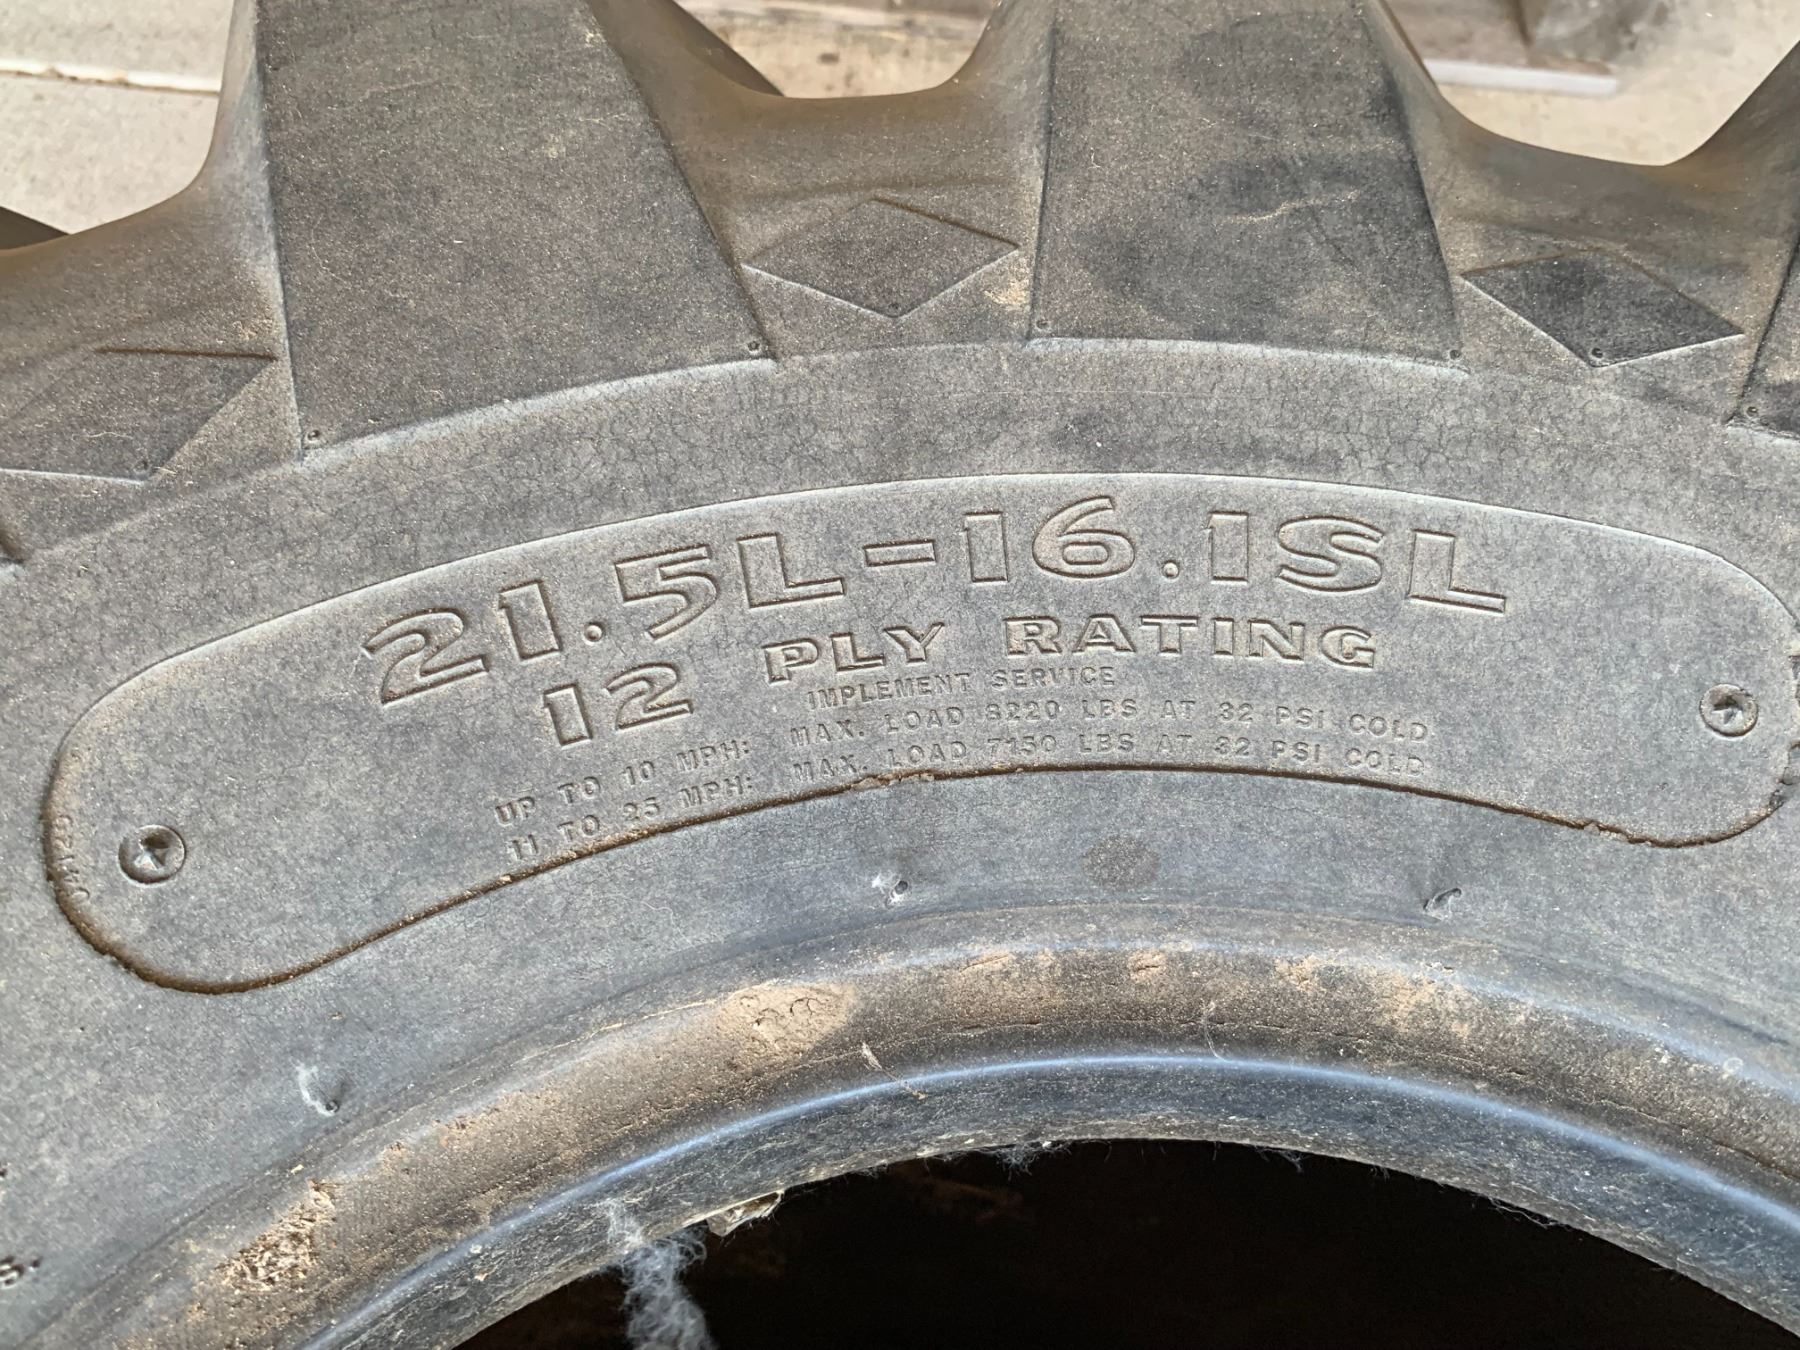 21.5L-16.1SL
12 PLY RATING
IMPLEMENT SERVICE
UP TO 10 MPH: MAX. LOAD 8220 LBS AT 32 PSI COLD
11 TO 25 MPH: MAX. LOAD 7150 LBS AT 32 PSI COLD